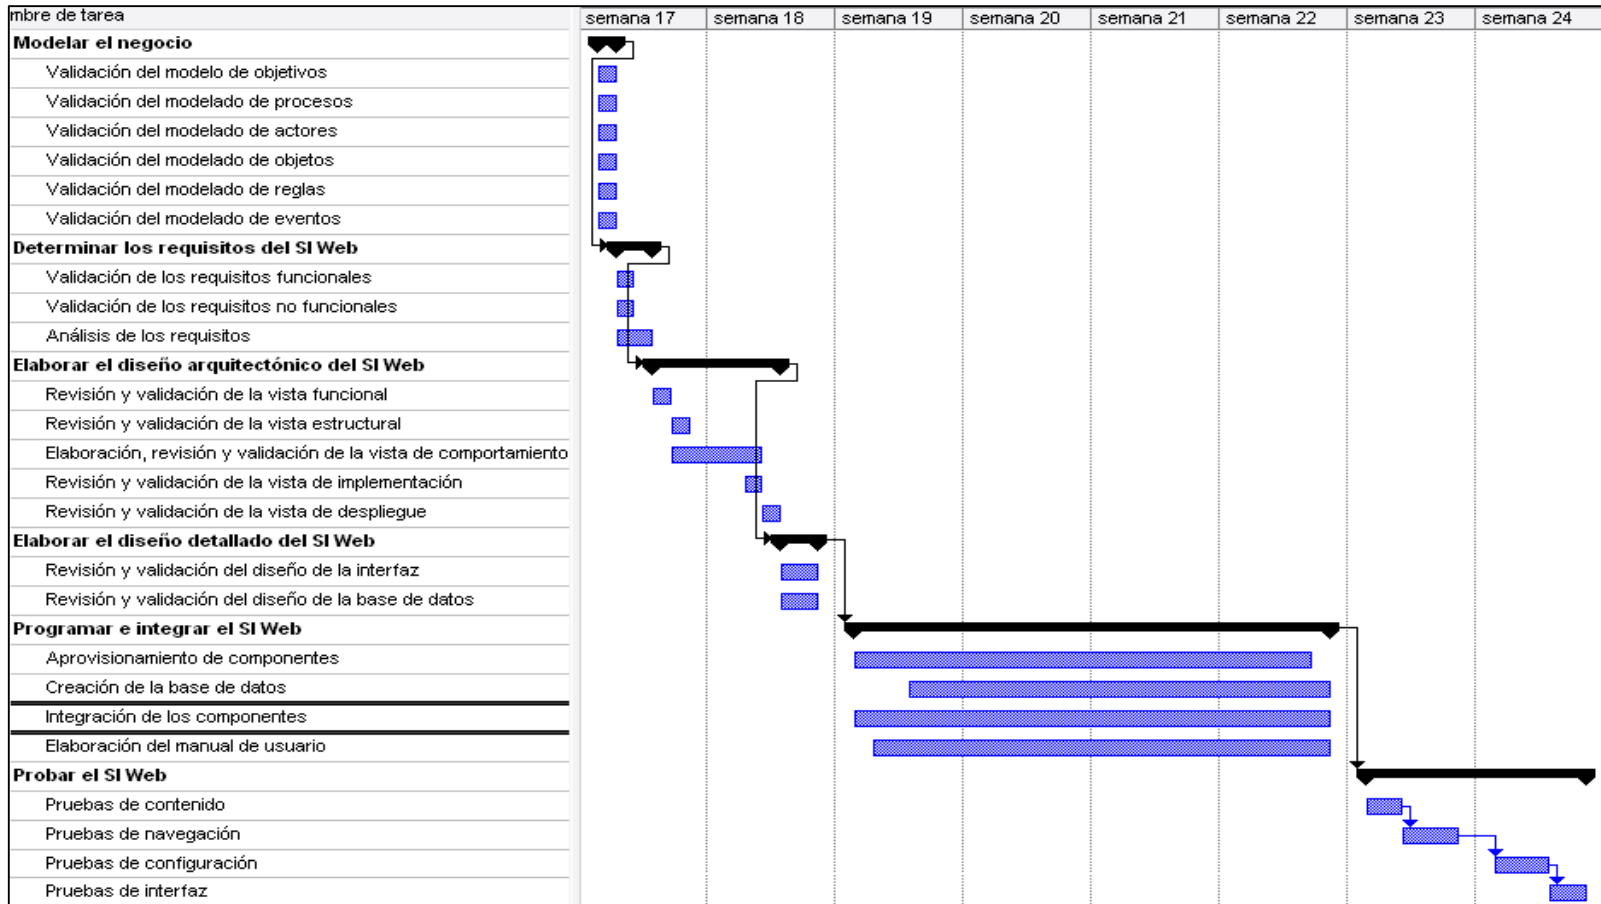 mbre de tarea
semana 17 semana 18 semana 19 semana 20 semana 21 semana 22 semana 23 semana 24
Modelar el negocio
Validación del modelo de objetivos
Validación del modelado de procesos
Validación del modelado de actores
Validación del modelado de objetos
Validación del modelado de reglas
Validación del modelado de eventos
Determinar los requisitos del SI Web
Validación de los requisitos funcionales
Validación de los requisitos no funcionales
Análisis de los requisitos
Elaborar el diseño arquitectónico del SI Web
Revisión y validación de la vista funcional
Revisión y validación de la vista estructural
Elaboración, revisión y validación de la vista de comportamiento
Revisión y validación de la vista de implementación
Revisión y validación de la vista de despliegue
Elaborar el diseño detallado del SI Web
Revisión y validación del diseño de la interfaz
Revisión y validación del diseño de la base de datos
Programar e integrar el SI Web
Aprovisionamiento de componentes
Creación de la base de datos
Integración de los componentes
Elaboración del manual de usuario
Probar el SI Web
Pruebas de contenido
Pruebas de navegación
Pruebas de configuración
Pruebas de interfaz